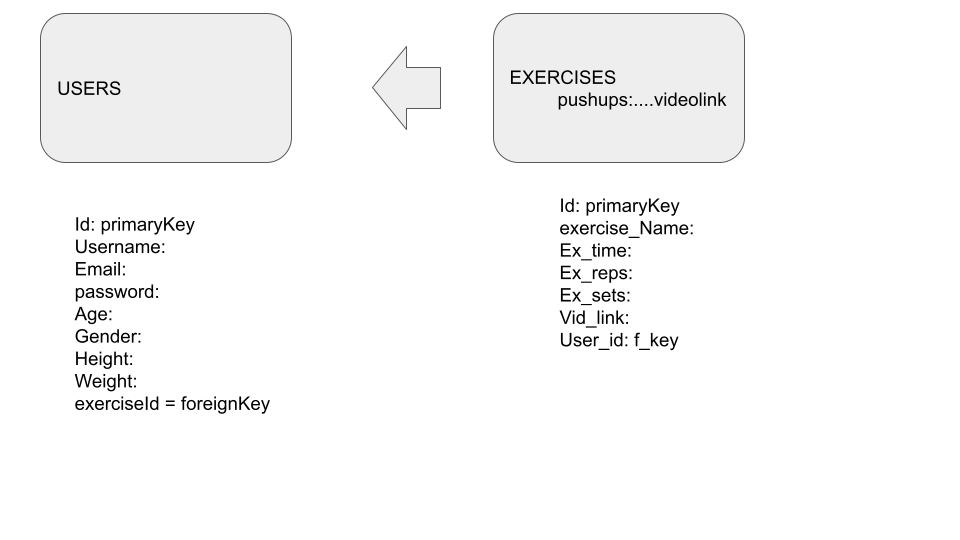 USERS
EXERCISES
pushups:....videolink
Id: primaryKey
Username:
Email:
password:
Age:
Gender:
Height:
Weight:
exerciseId = foreignKey
Id: primaryKey
exercise_Name:
Ex_time:
Ex_reps:
Ex_sets:
Vid_link:
User_id: f_key